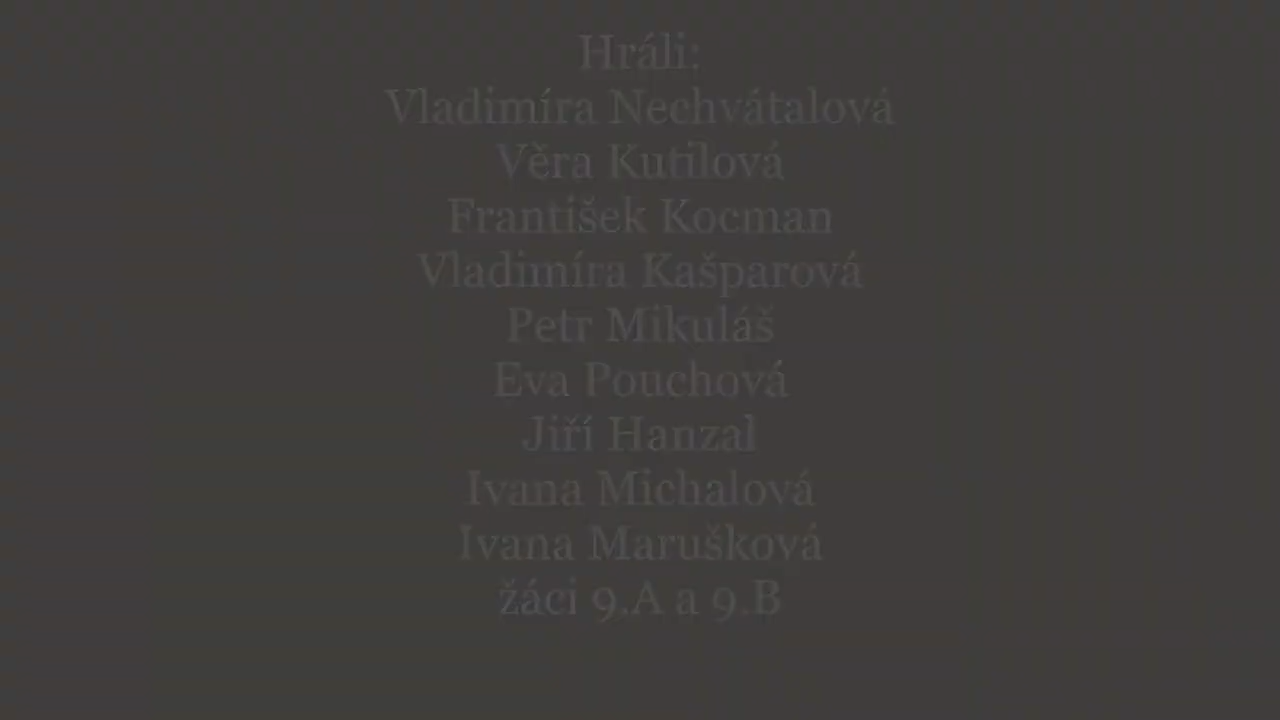 Hráli:
Vladimíra Nechvátalová
Věra Kutilová
František Kocman
Vladimíra Kašparová
Petr Mikuláš
Eva Pouchová
Jiří Hanzal
Ivana Michalová
Ivana Marušková
žáci 9.A a 9.B